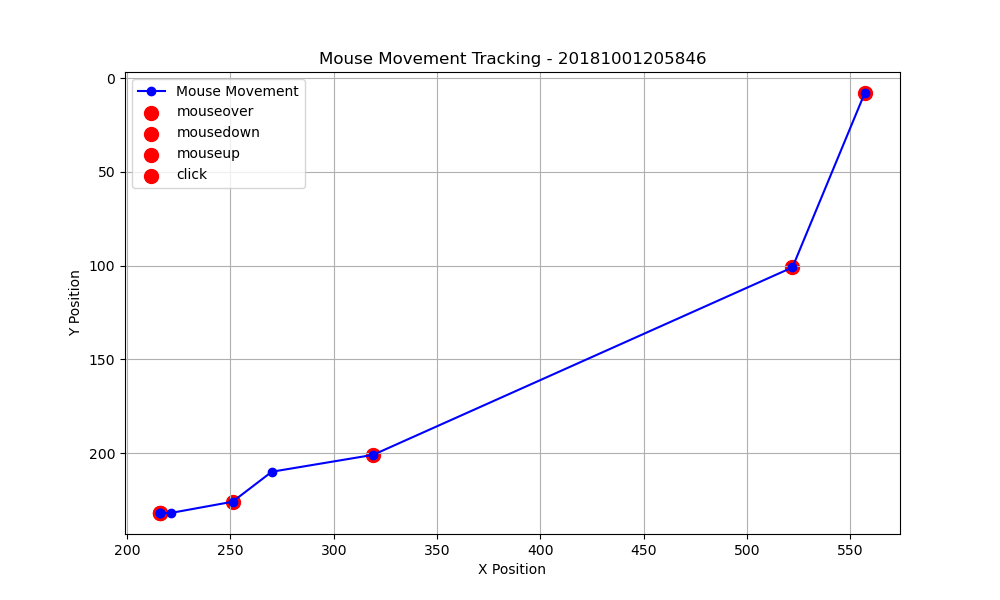 Mouse Movement Tracking - 20181001205846
Mouse Movement
mouseover
mousedown
mouseup
click
Y Position
0
50
100
150
200
200 250 300 350 400 450 500 550
X Position